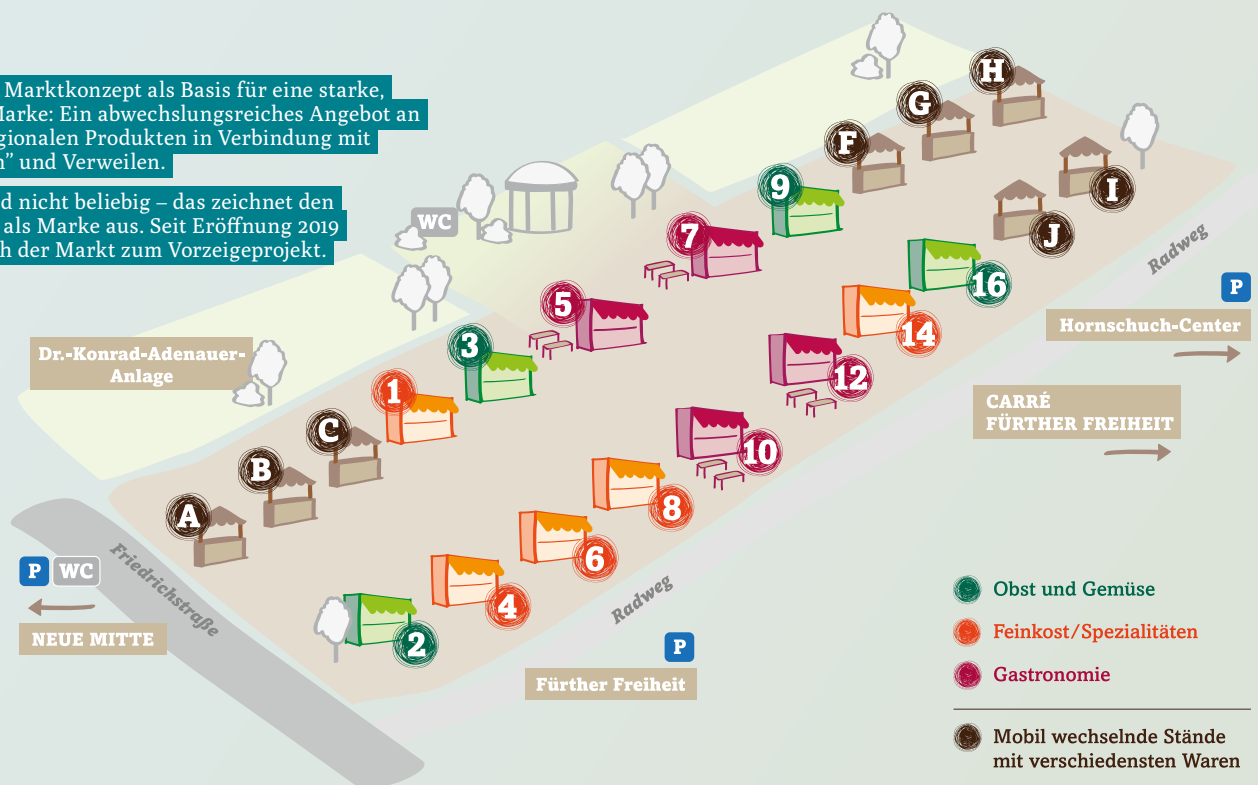 Marktkonzept als Basis für eine starke,
Marke: Ein abwechslungsreiches Angebot an
gionalen Produkten in Verbindung mit
n” und Verweilen.
d nicht beliebig – das zeichnet den
als Marke aus. Seit Eröffnung 2019
h der Markt zum Vorzeigeprojekt.
WC
H
G
F
9
I
J
7
16
Radweg
P
Hornschuch-Center
5
14
3
12
Dr.-Konrad-Adenauer-
Anlage
1
CARRÉ
FÜRTHER FREIHEIT
C
10
B
8
A
6
P WC
Friedrichstraße
NEUE MITTE
4
2
Radweg
P
Fürther Freiheit
Obst und Gemüse
Feinkost/Spezialitäten
Gastronomie
Mobil wechselnde Stände
mit verschiedensten Waren